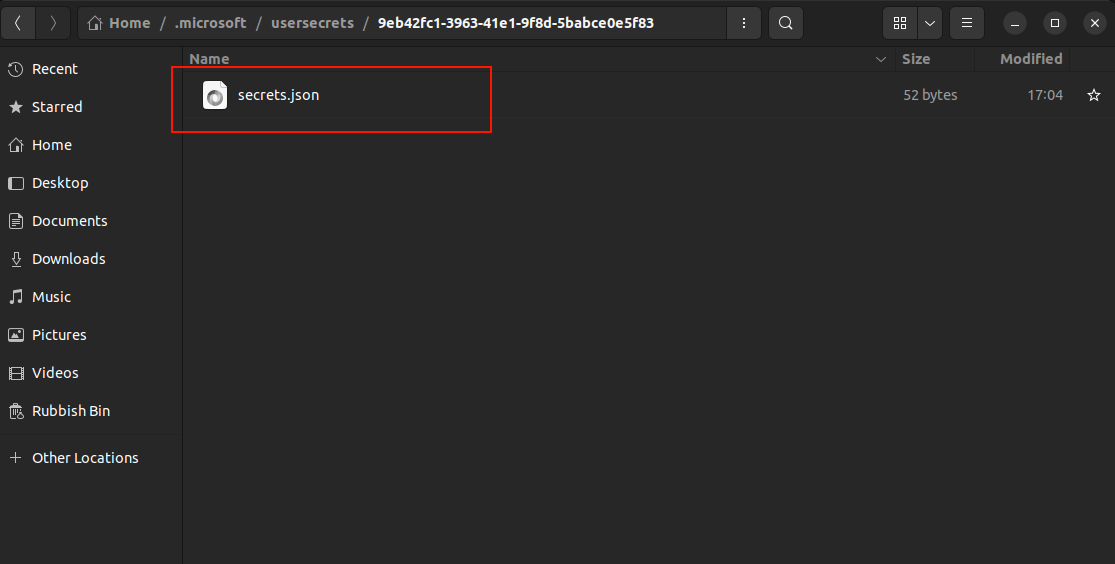 Home / .microsoft / usersecrets / 9eb42fc1-3963-41e1-9f8d-5babce0e5f83
Name Size Modified
secrets.json 52 bytes 17:04
Recent
Starred
Home
Desktop
Documents
Downloads
Music
Pictures
Videos
Rubbish Bin
Other Locations